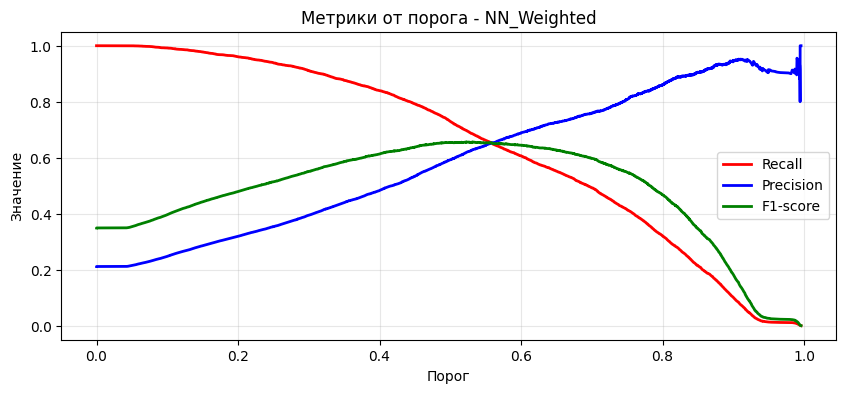 Метрики от порога - NN_Weighted
Значение
1.0
0.8
0.6
0.4
0.2
0.0
Recall
Precision
F1-score
0.0 0.2 0.4 0.6 0.8 1.0
Порог